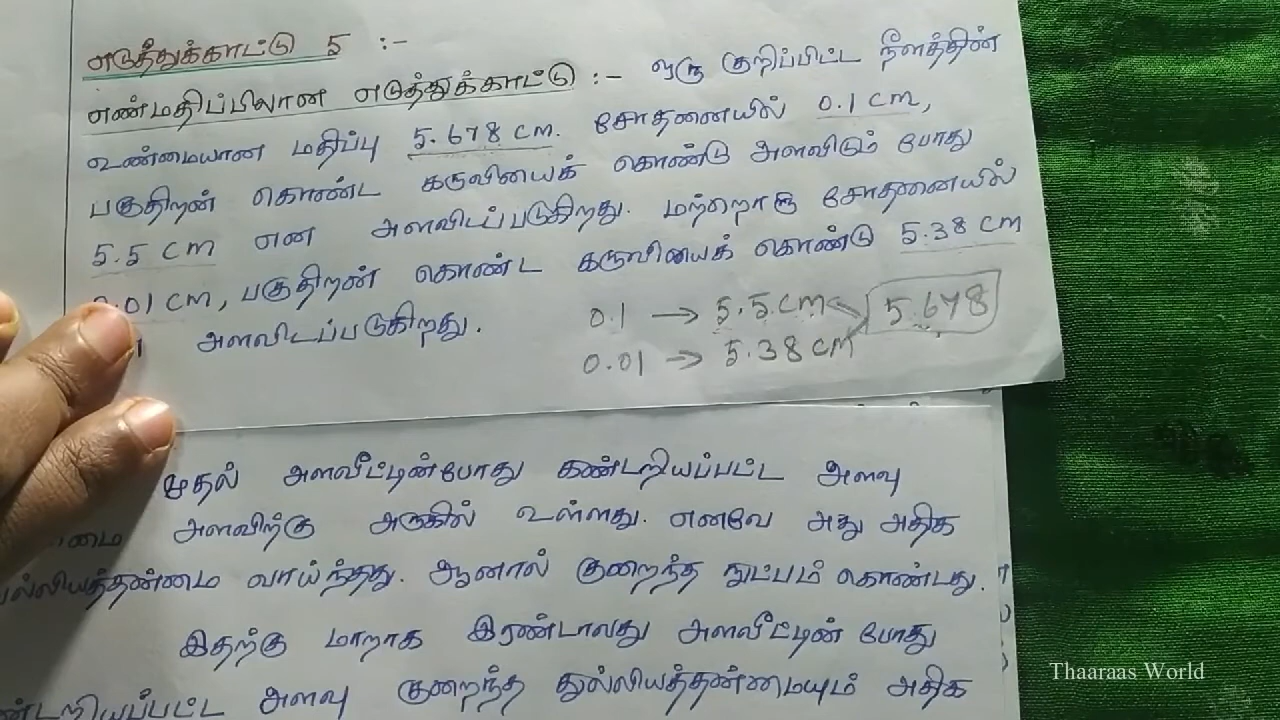 எடுத்துக்காட்டு 5 :-
எண்மதிப்பிலான எடுத்துக்காட்டு :- ஒரு குறிப்பிட்ட நீளத்தின்
உண்மையான மதிப்பு 5.678 cm. சோதனையில் 0.1 cm,
பகுதிறன் கொண்ட கருவியைக் கொண்டு அளவிடும் போது
5.5 cm என அளவிடப்படுகிறது. மற்றொரு சோதனையில்
0.01 cm, பகுதிறன் கொண்ட கருவியைக் கொண்டு 5.38 cm
அளவிடப்படுகிறது.
0.1 → 5.5 cm 5.678
0.01 → 5.38 cm
முதல் அளவீட்டின்போது கண்டறியப்பட்ட அளவு
அளவிற்கு அருகில் உள்ளது. எனவே அது அதிக
வாய்ந்தது. ஆனால் குறைந்த நுட்பம் கொண்டது.
இதற்கு மாறாக இரண்டாவது அளவீட்டின் போது
அளவு குறைந்த துல்லியத்தன்மையும் அதிக
Thaaraas World